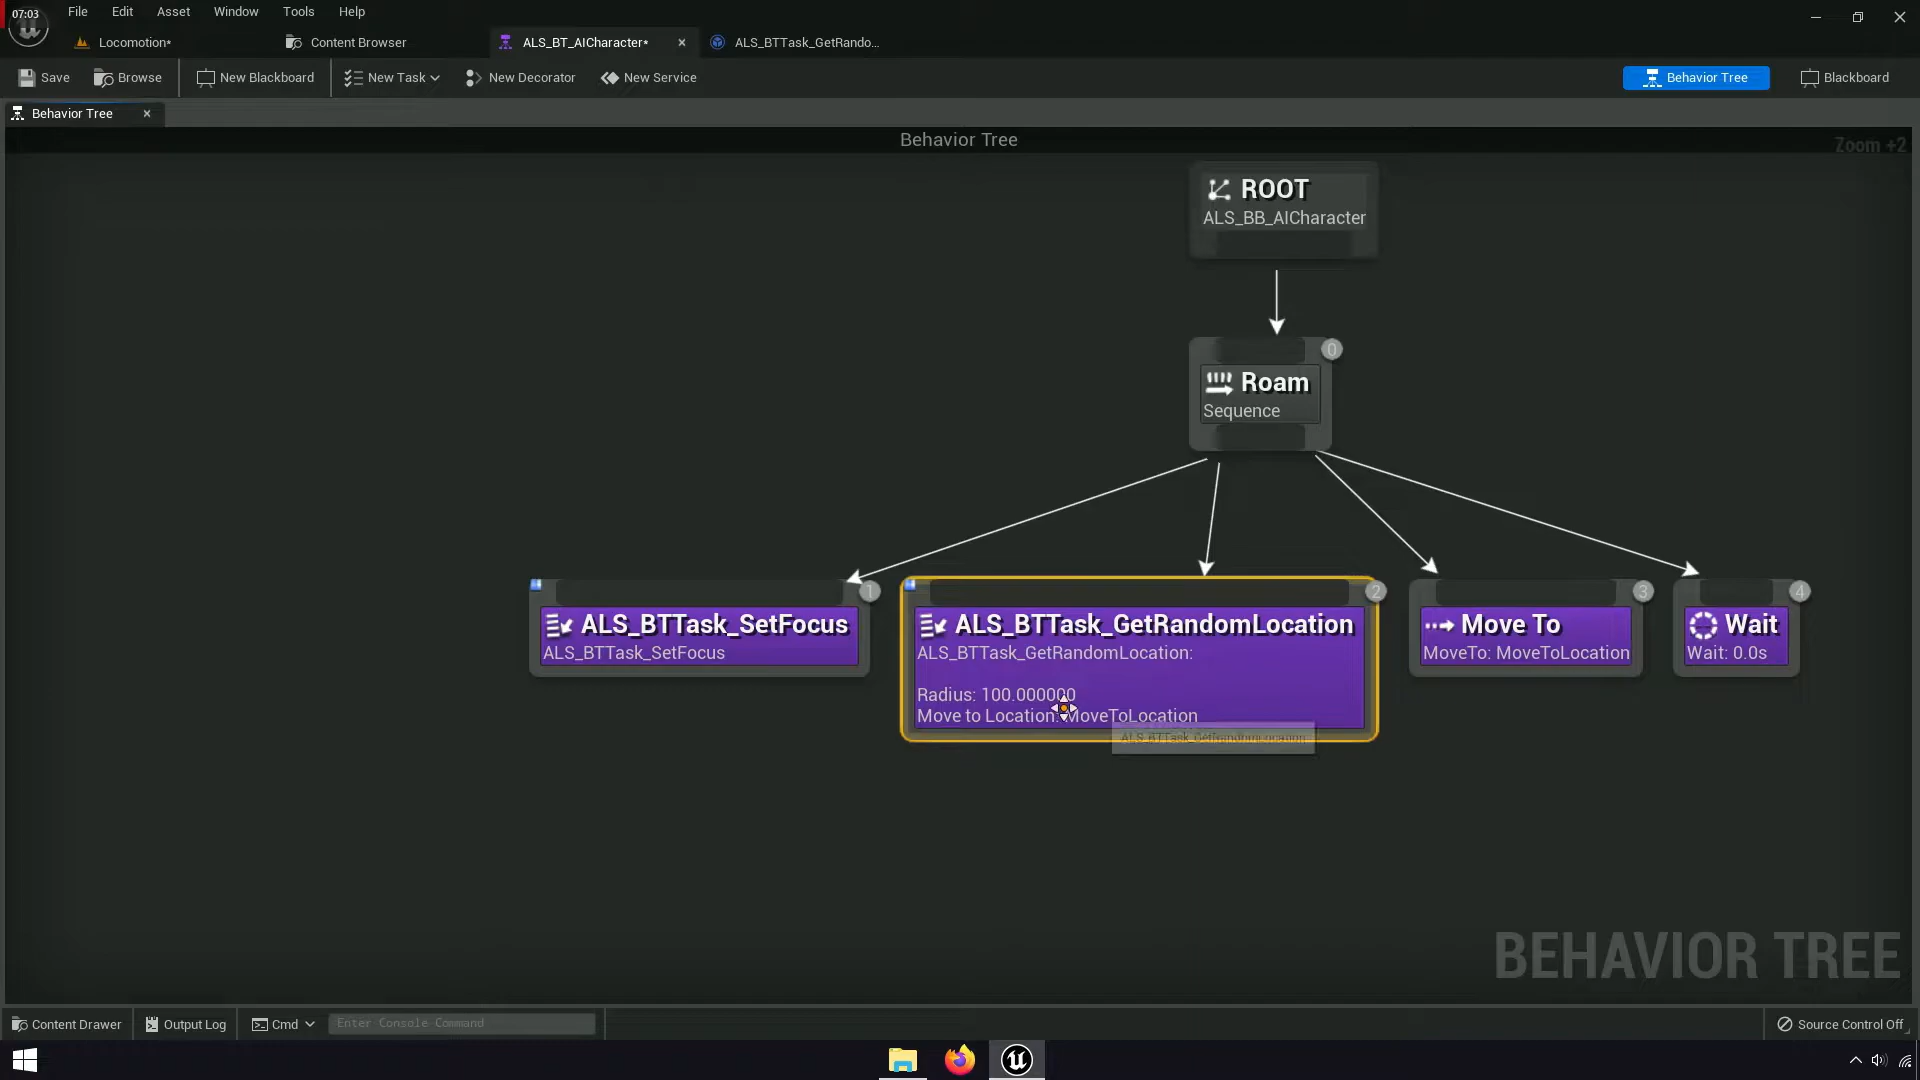 07:03
File Edit Asset Window Tools Help
Locomotion* Content Browser ALS_BT_AICharacter* ALS_BTTask_GetRando...
Save Browse New Blackboard New Task New Decorator New Service Behavior Tree Blackboard
Behavior Tree
Behavior Tree
Zoom +2
ROOT
ALS_BB_AICharacter
0
Roam
Sequence
1
ALS_BTTask_SetFocus
ALS_BTTask_SetFocus
2
ALS_BTTask_GetRandomLocation
ALS_BTTask_GetRandomLocation:
Radius: 100.000000
Move to Location: MoveToLocation
ALS_BTTask_GetRandomLocation
3
Move To
MoveTo: MoveToLocation
4
Wait
Wait: 0.0s
BEHAVIOR TREE
Content Drawer Output Log Cmd Enter Console Command Source Control Off